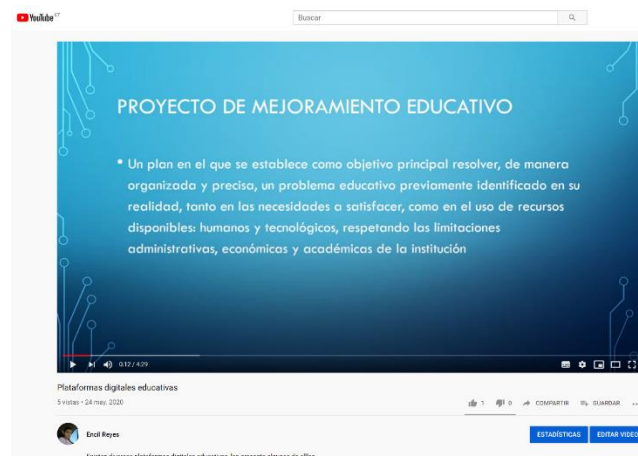 YouTube GT
Buscar
PROYECTO DE MEJORAMIENTO EDUCATIVO
• Un plan en el que se establece como objetivo principal resolver, de manera
organizada y precisa, un problema educativo previamente identificado en su
realidad, tanto en las necesidades a satisfacer, como en el uso de recursos
disponibles: humanos y tecnológicos, respetando las limitaciones
administrativas, económicas y académicas de la institución
0:12 / 4:29
Plataformas digitales educativas
5 vistas • 24 may. 2020
1
0
COMPARTIR
GUARDAR
...
Encil Reyes
ESTADÍSTICAS
EDITAR VIDEO